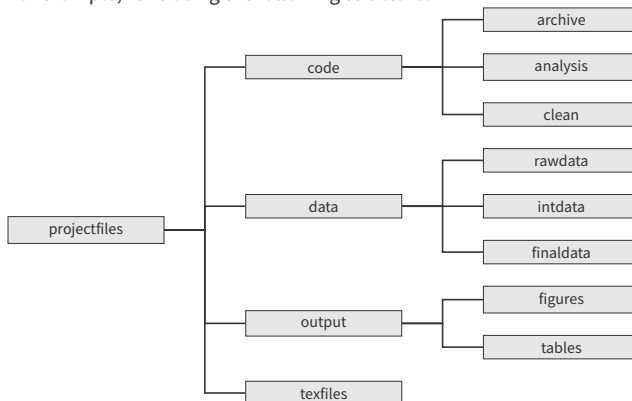 archive
code
analysis
clean
rawdata
data
intdata
projectfiles
finaldata
figures
output
tables
texfiles